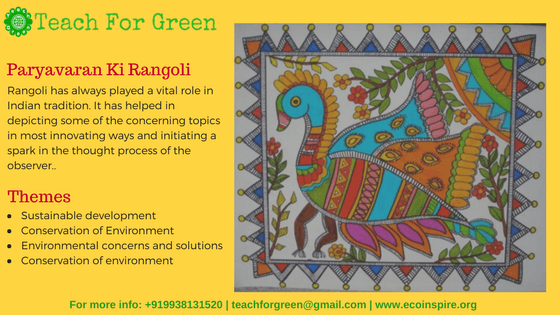 Teach For Green
Paryavaran Ki Rangoli
Rangoli has always played a vital role in
Indian tradition. It has helped in
depicting some of the concerning topics
in most innovating ways and initiating a
spark in the thought process of the
observer..
Themes
• Sustainable development
• Conservation of Environment
• Environmental concerns and solutions
• Conservation of environment
For more info: +919938131520 | teachforgreen@gmail.com | www.ecoinspire.org